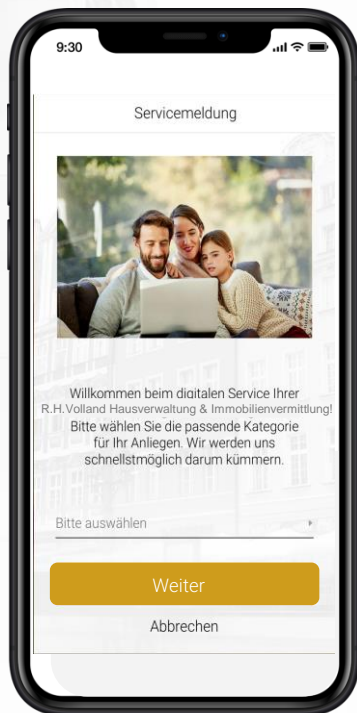 9:30
Servicemeldung
Willkommen beim digitalen Service Ihrer
R.H.Volland Hausverwaltung & Immobilienvermittlung!
Bitte wählen Sie die passende Kategorie
für Ihr Anliegen. Wir werden uns
schnellstmöglich darum kümmern.
Bitte auswählen
Weiter
Abbrechen